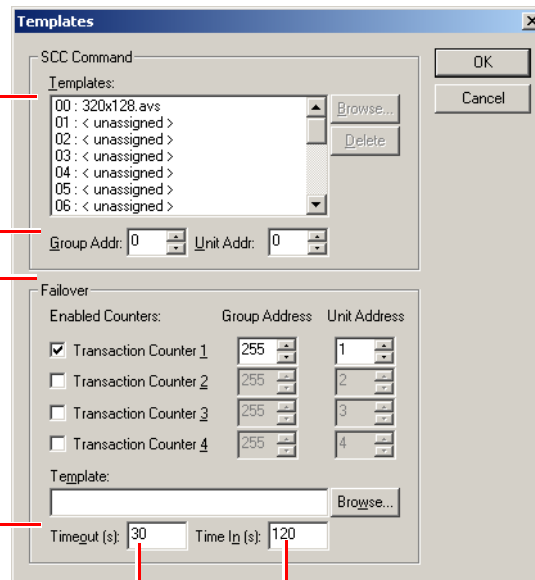 Templates
SCC Command
Templates:
00 : 320x128.avs
01 : < unassigned >
02 : < unassigned >
03 : < unassigned >
04 : < unassigned >
05 : < unassigned >
06 : < unassigned >
Browse...
Delete
Group Addr: 0 Unit Addr: 0
OK
Cancel
Failover
Enabled Counters: Group Address Unit Address
Transaction Counter 1 255 1
Transaction Counter 2 255 2
Transaction Counter 3 255 3
Transaction Counter 4 255 4
Template:
Browse...
Timeout (s): 30 Time In (s): 120